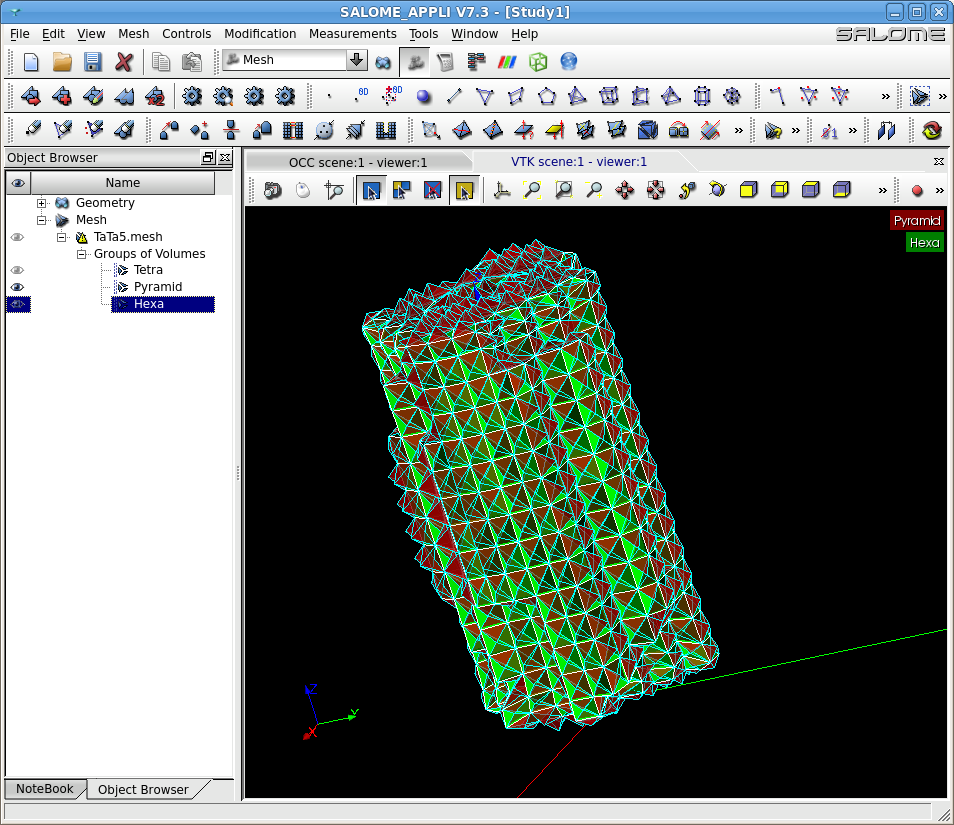 SALOME_APPLI V7.3 - [Study1]
File Edit View Mesh Controls Modification Measurements Tools Window Help
SALOME
Mesh
0D 0D
Object Browser
OCC scene:1 - viewer:1 VTK scene:1 - viewer:1
Name
Geometry
Mesh
TaTa5.mesh
Groups of Volumes
Tetra
Pyramid
Hexa
Pyramid
Hexa
Z
Y
X
NoteBook Object Browser